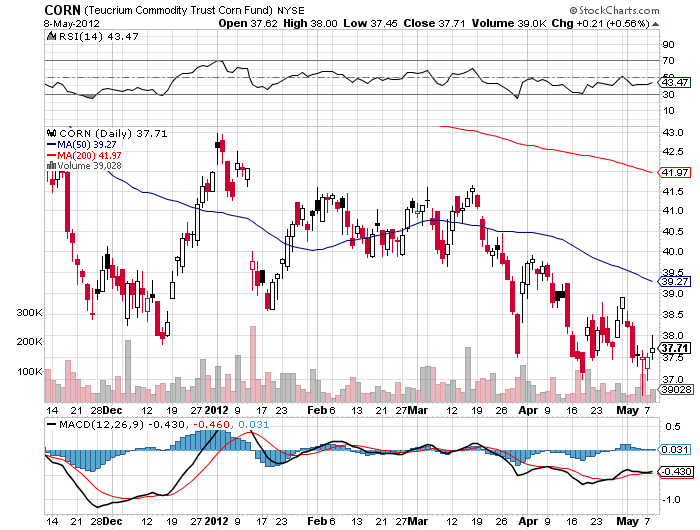 CORN (Teucrium Commodity Trust Corn Fund) NYSE © StockCharts.com
8-May-2012 Open 37.62 High 38.00 Low 37.45 Close 37.71 Volume 39.0K Chg +0.21 (+0.56%)
RSI(14) 43.47
90
70
50
43.47
30
10
CORN (Daily) 37.71
MA(50) 39.27
MA(200) 41.97
Volume 39,028
43.0
42.5
41.97
41.5
41.0
40.5
40.0
39.5
39.27
39.0
38.5
38.0
37.71
37.5
37.0
300K
200K
100K
39028
14 21 28 Dec 12 19 27 2012 9 17 23 Feb 6 13 21 27 Mar 12 19 26 Apr 9 16 23 May 7
MACD(12,26,9) -0.430, -0.460, 0.031
0.5
0.031
-0.430
-1.0
14 21 28 Dec 12 19 27 2012 9 17 23 Feb 6 13 21 27 Mar 12 19 26 Apr 9 16 23 May 7